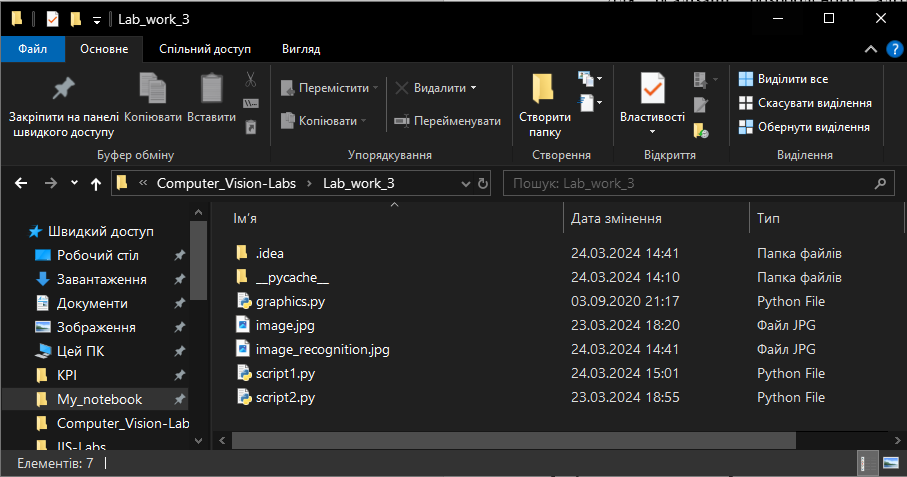 Lab_work_3
Файл Основне Спільний доступ Вигляд
Закріпити на панелі швидкого доступу
Копіювати
Вставити
Буфер обміну
Перемістити
Копіювати
Видалити
Перейменувати
Упорядкування
Створити папку
Створення
Властивості
Відкриття
Виділити все
Скасувати виділення
Обернути виділення
Виділення
« Computer_Vision-Labs › Lab_work_3
Пошук: Lab_work_3
Швидкий доступ
Робочий стіл
Завантаження
Документи
Зображення
Цей ПК
KPI
My_notebook
Computer_Vision-Lab
IIS-Labs
Ім'я Дата змінення Тип
.idea 24.03.2024 14:41 Папка файлів
__pycache__ 24.03.2024 14:10 Папка файлів
graphics.py 03.09.2020 21:17 Python File
image.jpg 23.03.2024 18:20 Файл JPG
image_recognition.jpg 24.03.2024 14:41 Файл JPG
script1.py 24.03.2024 15:01 Python File
script2.py 23.03.2024 18:55 Python File
Елементів: 7